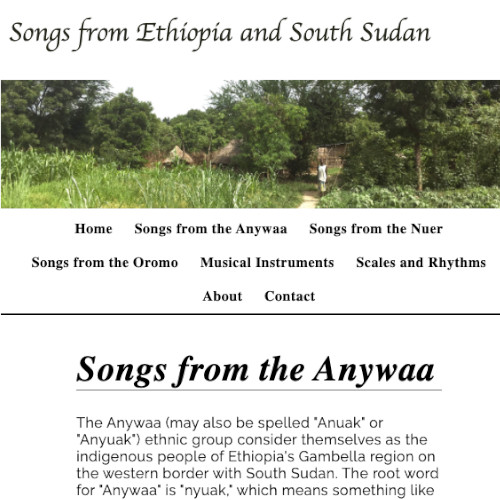 Songs from Ethiopia and South Sudan
Home Songs from the Anywaa Songs from the Nuer
Songs from the Oromo Musical Instruments Scales and Rhythms
About Contact
Songs from the Anywaa
The Anywaa (may also be spelled "Anuak" or
"Anyuak") ethnic group consider themselves as the
indigenous people of Ethiopia's Gambella region on
the western border with South Sudan. The root word
for "Anywaa" is "nyuak," which means something like